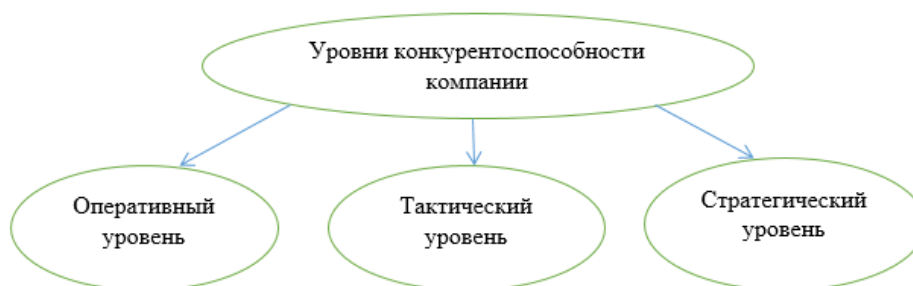 Уровни конкурентоспособности
компании
Оперативный
уровень
Тактический
уровень
Стратегический
уровень